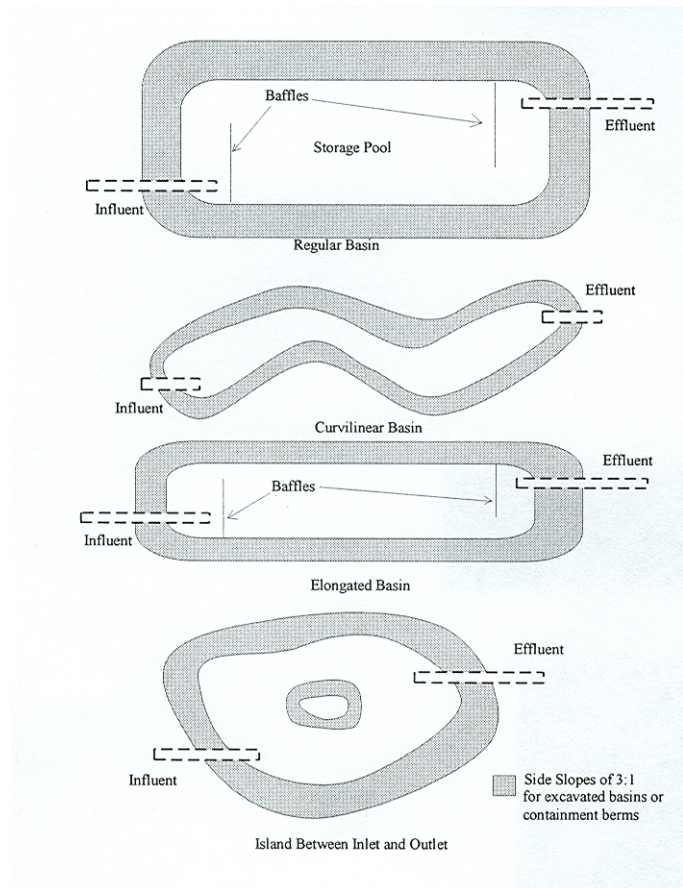 Baffles
Effluent
Storage Pool
Influent
Regular Basin
Effluent
Influent
Curvilinear Basin
Effluent
Baffles
Influent
Elongated Basin
Effluent
Influent
Side Slopes of 3:1
for excavated basins or
containment berms
Island Between Inlet and Outlet